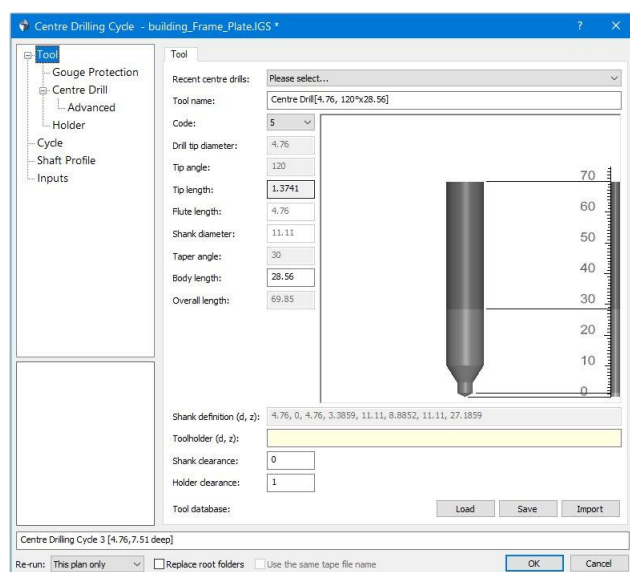 Centre Drilling Cycle - building_Frame_Plate.IGS *
? ×
Tool
Gouge Protection
Centre Drill
Advanced
Holder
Cycle
Shaft Profile
Inputs
Tool
Recent centre drills: Please select...
Tool name: Centre Drill[4.76, 120°x28.56]
Code: 5
Drill tip diameter: 4.76
Tip angle: 120
Tip length: 1.3741
Flute length: 4.76
Shank diameter: 11.11
Taper angle: 30
Body length: 28.56
Overall length: 69.85
70
60
50
40
30
20
10
0
Shank definition (d, z): 4.76, 0, 4.76, 3.3859, 11.11, 8.8852, 11.11, 27.1859
Toolholder (d, z):
Shank clearance: 0
Holder clearance: 1
Tool database: Load Save Import
Centre Drilling Cycle 3 [4.76,7.51 deep]
Re-run: This plan only Replace root folders Use the same tape file name OK Cancel